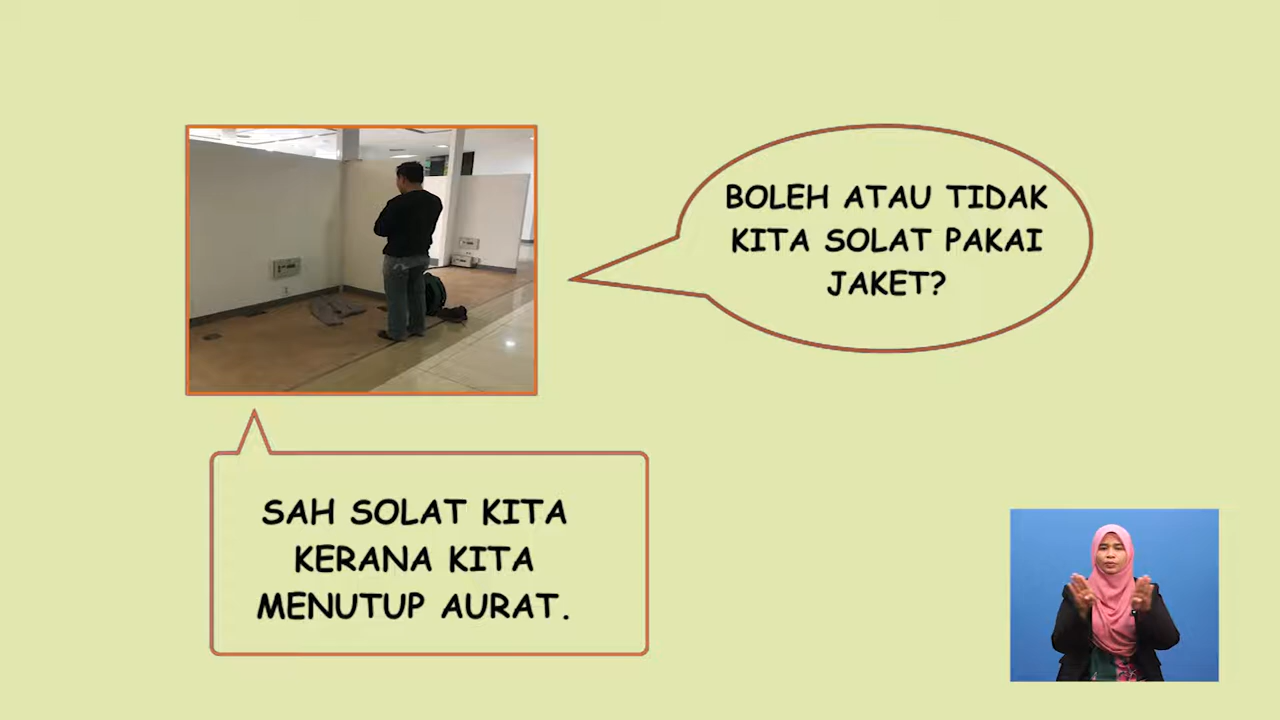 BOLEH ATAU TIDAK
KITA SOLAT PAKAI
JAKET?
SAH SOLAT KITA
KERANA KITA
MENUTUP AURAT.